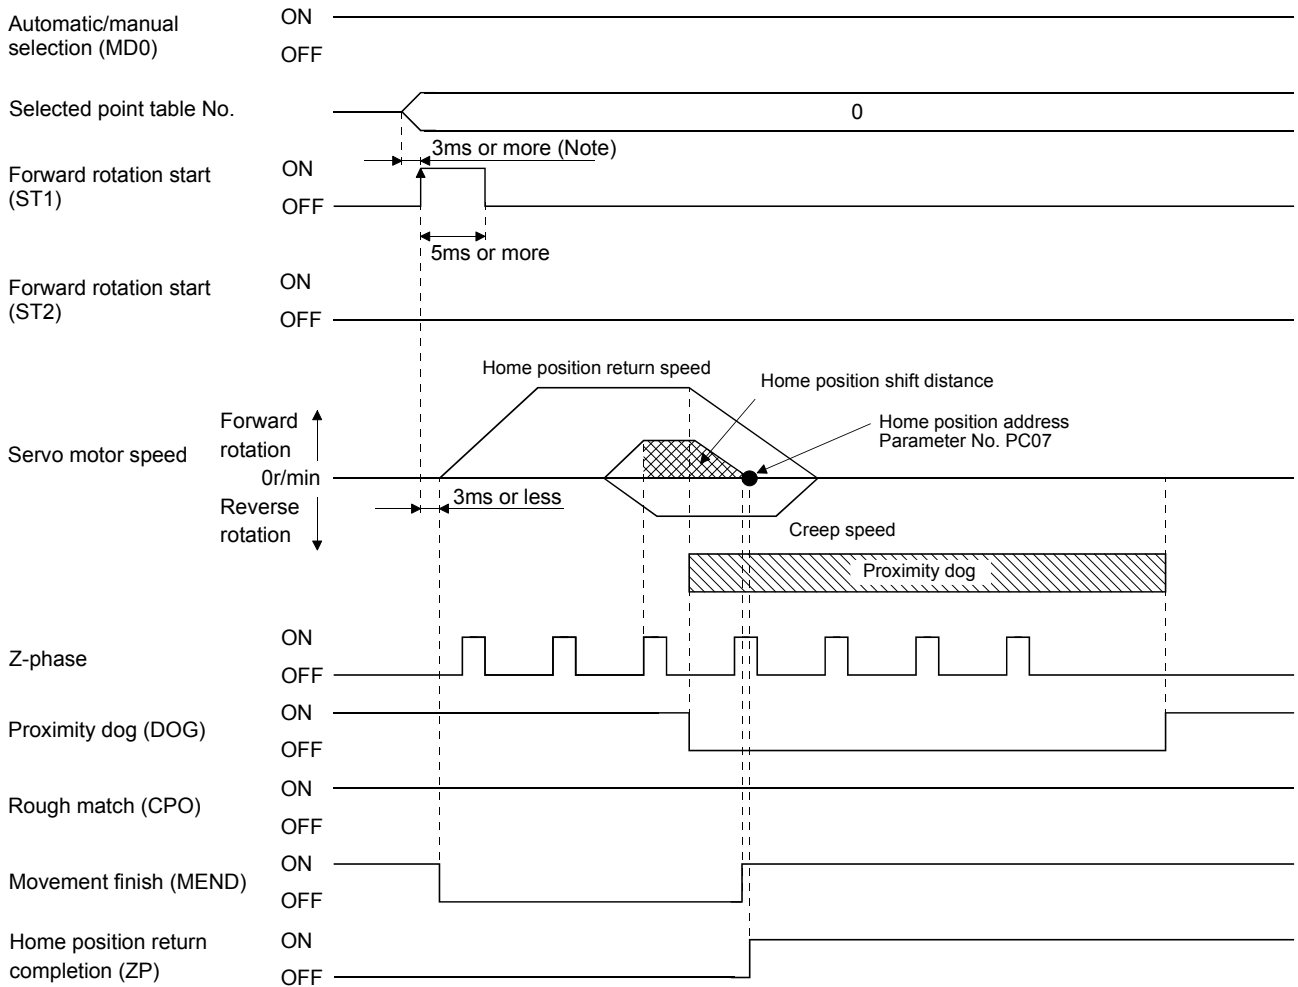 Automatic/manual
selection (MD0)
ON
OFF
Selected point table No.
0
3ms or more (Note)
Forward rotation start
(ST1)
ON
OFF
5ms or more
Forward rotation start
(ST2)
ON
OFF
Home position return speed
Home position shift distance
Home position address
Parameter No. PC07
Servo motor speed
Forward
rotation
0r/min
Reverse
rotation
3ms or less
Creep speed
Proximity dog
Z-phase
ON
OFF
Proximity dog (DOG)
ON
OFF
Rough match (CPO)
ON
OFF
Movement finish (MEND)
ON
OFF
Home position return
completion (ZP)
ON
OFF